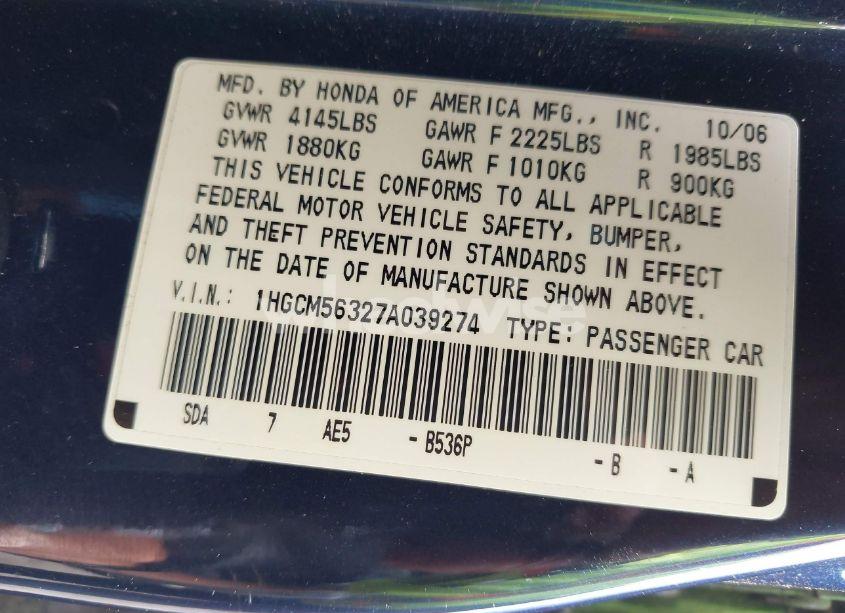 MFD. BY HONDA OF AMERICA MFG., INC. 10/06
GVWR 4145LBS GAWR F 2225LBS R 1985LBS
GVWR 1880KG GAWR F 1010KG R 900KG
THIS VEHICLE CONFORMS TO ALL APPLICABLE
FEDERAL MOTOR VEHICLE SAFETY, BUMPER,
AND THEFT PREVENTION STANDARDS IN EFFECT
ON THE DATE OF MANUFACTURE SHOWN ABOVE.
V.I.N.: 1HGCM56327A039274 TYPE: PASSENGER CAR
SDA 7 AE5 - B536P - B - A